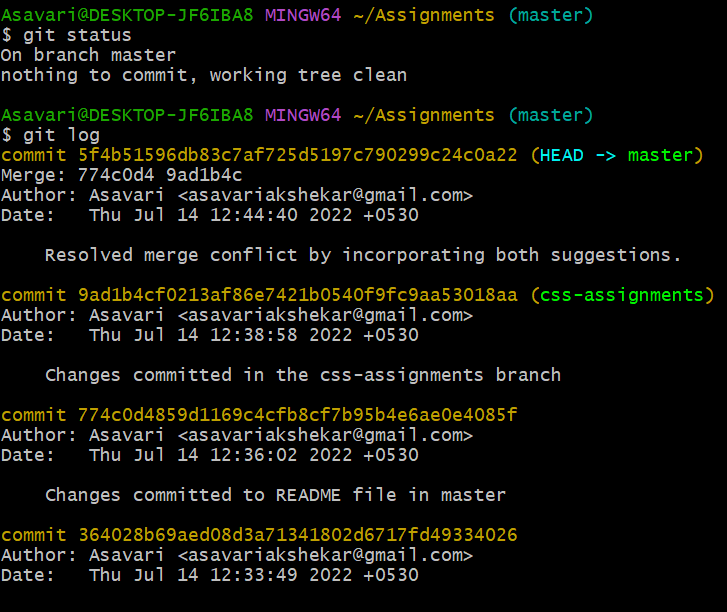 Asavari@DESKTOP-JF6IBA8 MINGW64 ~/Assignments (master)
$ git status
On branch master
nothing to commit, working tree clean
Asavari@DESKTOP-JF6IBA8 MINGW64 ~/Assignments (master)
$ git log
commit 5f4b51596db83c7af725d5197c790299c24c0a22 (HEAD -> master)
Merge: 774c0d4 9ad1b4c
Author: Asavari <asavariakshekar@gmail.com>
Date:   Thu Jul 14 12:44:40 2022 +0530
    Resolved merge conflict by incorporating both suggestions.
commit 9ad1b4cf0213af86e7421b0540f9fc9aa53018aa (css-assignments)
Author: Asavari <asavariakshekar@gmail.com>
Date:   Thu Jul 14 12:38:58 2022 +0530
    Changes committed in the css-assignments branch
commit 774c0d4859d1169c4cfb8cf7b95b4e6ae0e4085f
Author: Asavari <asavariakshekar@gmail.com>
Date:   Thu Jul 14 12:36:02 2022 +0530
    Changes committed to README file in master
commit 364028b69aed08d3a71341802d6717fd49334026
Author: Asavari <asavariakshekar@gmail.com>
Date:   Thu Jul 14 12:33:49 2022 +0530